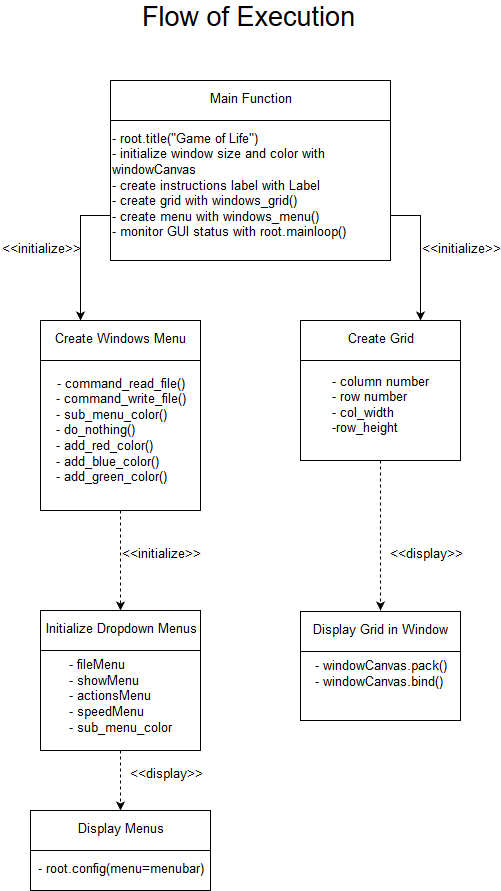 Flow of Execution
Main Function
- root.title("Game of Life")
- initialize window size and color with
windowCanvas
- create instructions label with Label
- create grid with windows_grid()
- create menu with windows_menu()
- monitor GUI status with root.mainloop()
<<initialize>>
<<initialize>>
Create Windows Menu
- command_read_file()
- command_write_file()
- sub_menu_color()
- do_nothing()
- add_red_color()
- add_blue_color()
- add_green_color()
Create Grid
- column number
- row number
- col_width
-row_height
<<initialize>>
<<display>>
Initialize Dropdown Menus
- fileMenu
- showMenu
- actionsMenu
- speedMenu
- sub_menu_color
Display Grid in Window
- windowCanvas.pack()
- windowCanvas.bind()
<<display>>
Display Menus
- root.config(menu=menubar)